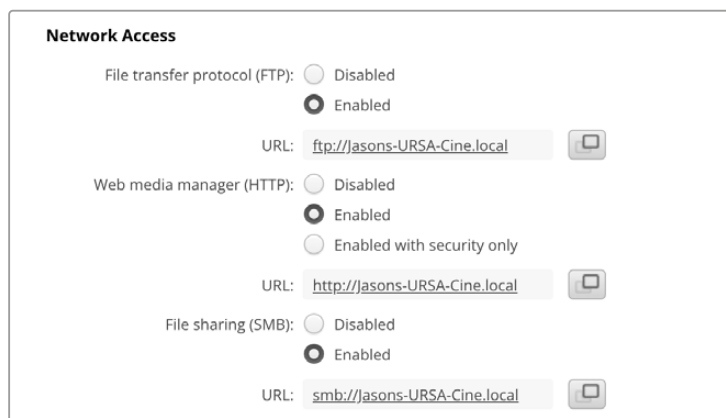 Network Access
File transfer protocol (FTP): Disabled
Enabled
URL: ftp://Jasons-URSA-Cine.local
Web media manager (HTTP): Disabled
Enabled
Enabled with security only
URL: http://Jasons-URSA-Cine.local
File sharing (SMB): Disabled
Enabled
URL: smb://Jasons-URSA-Cine.local